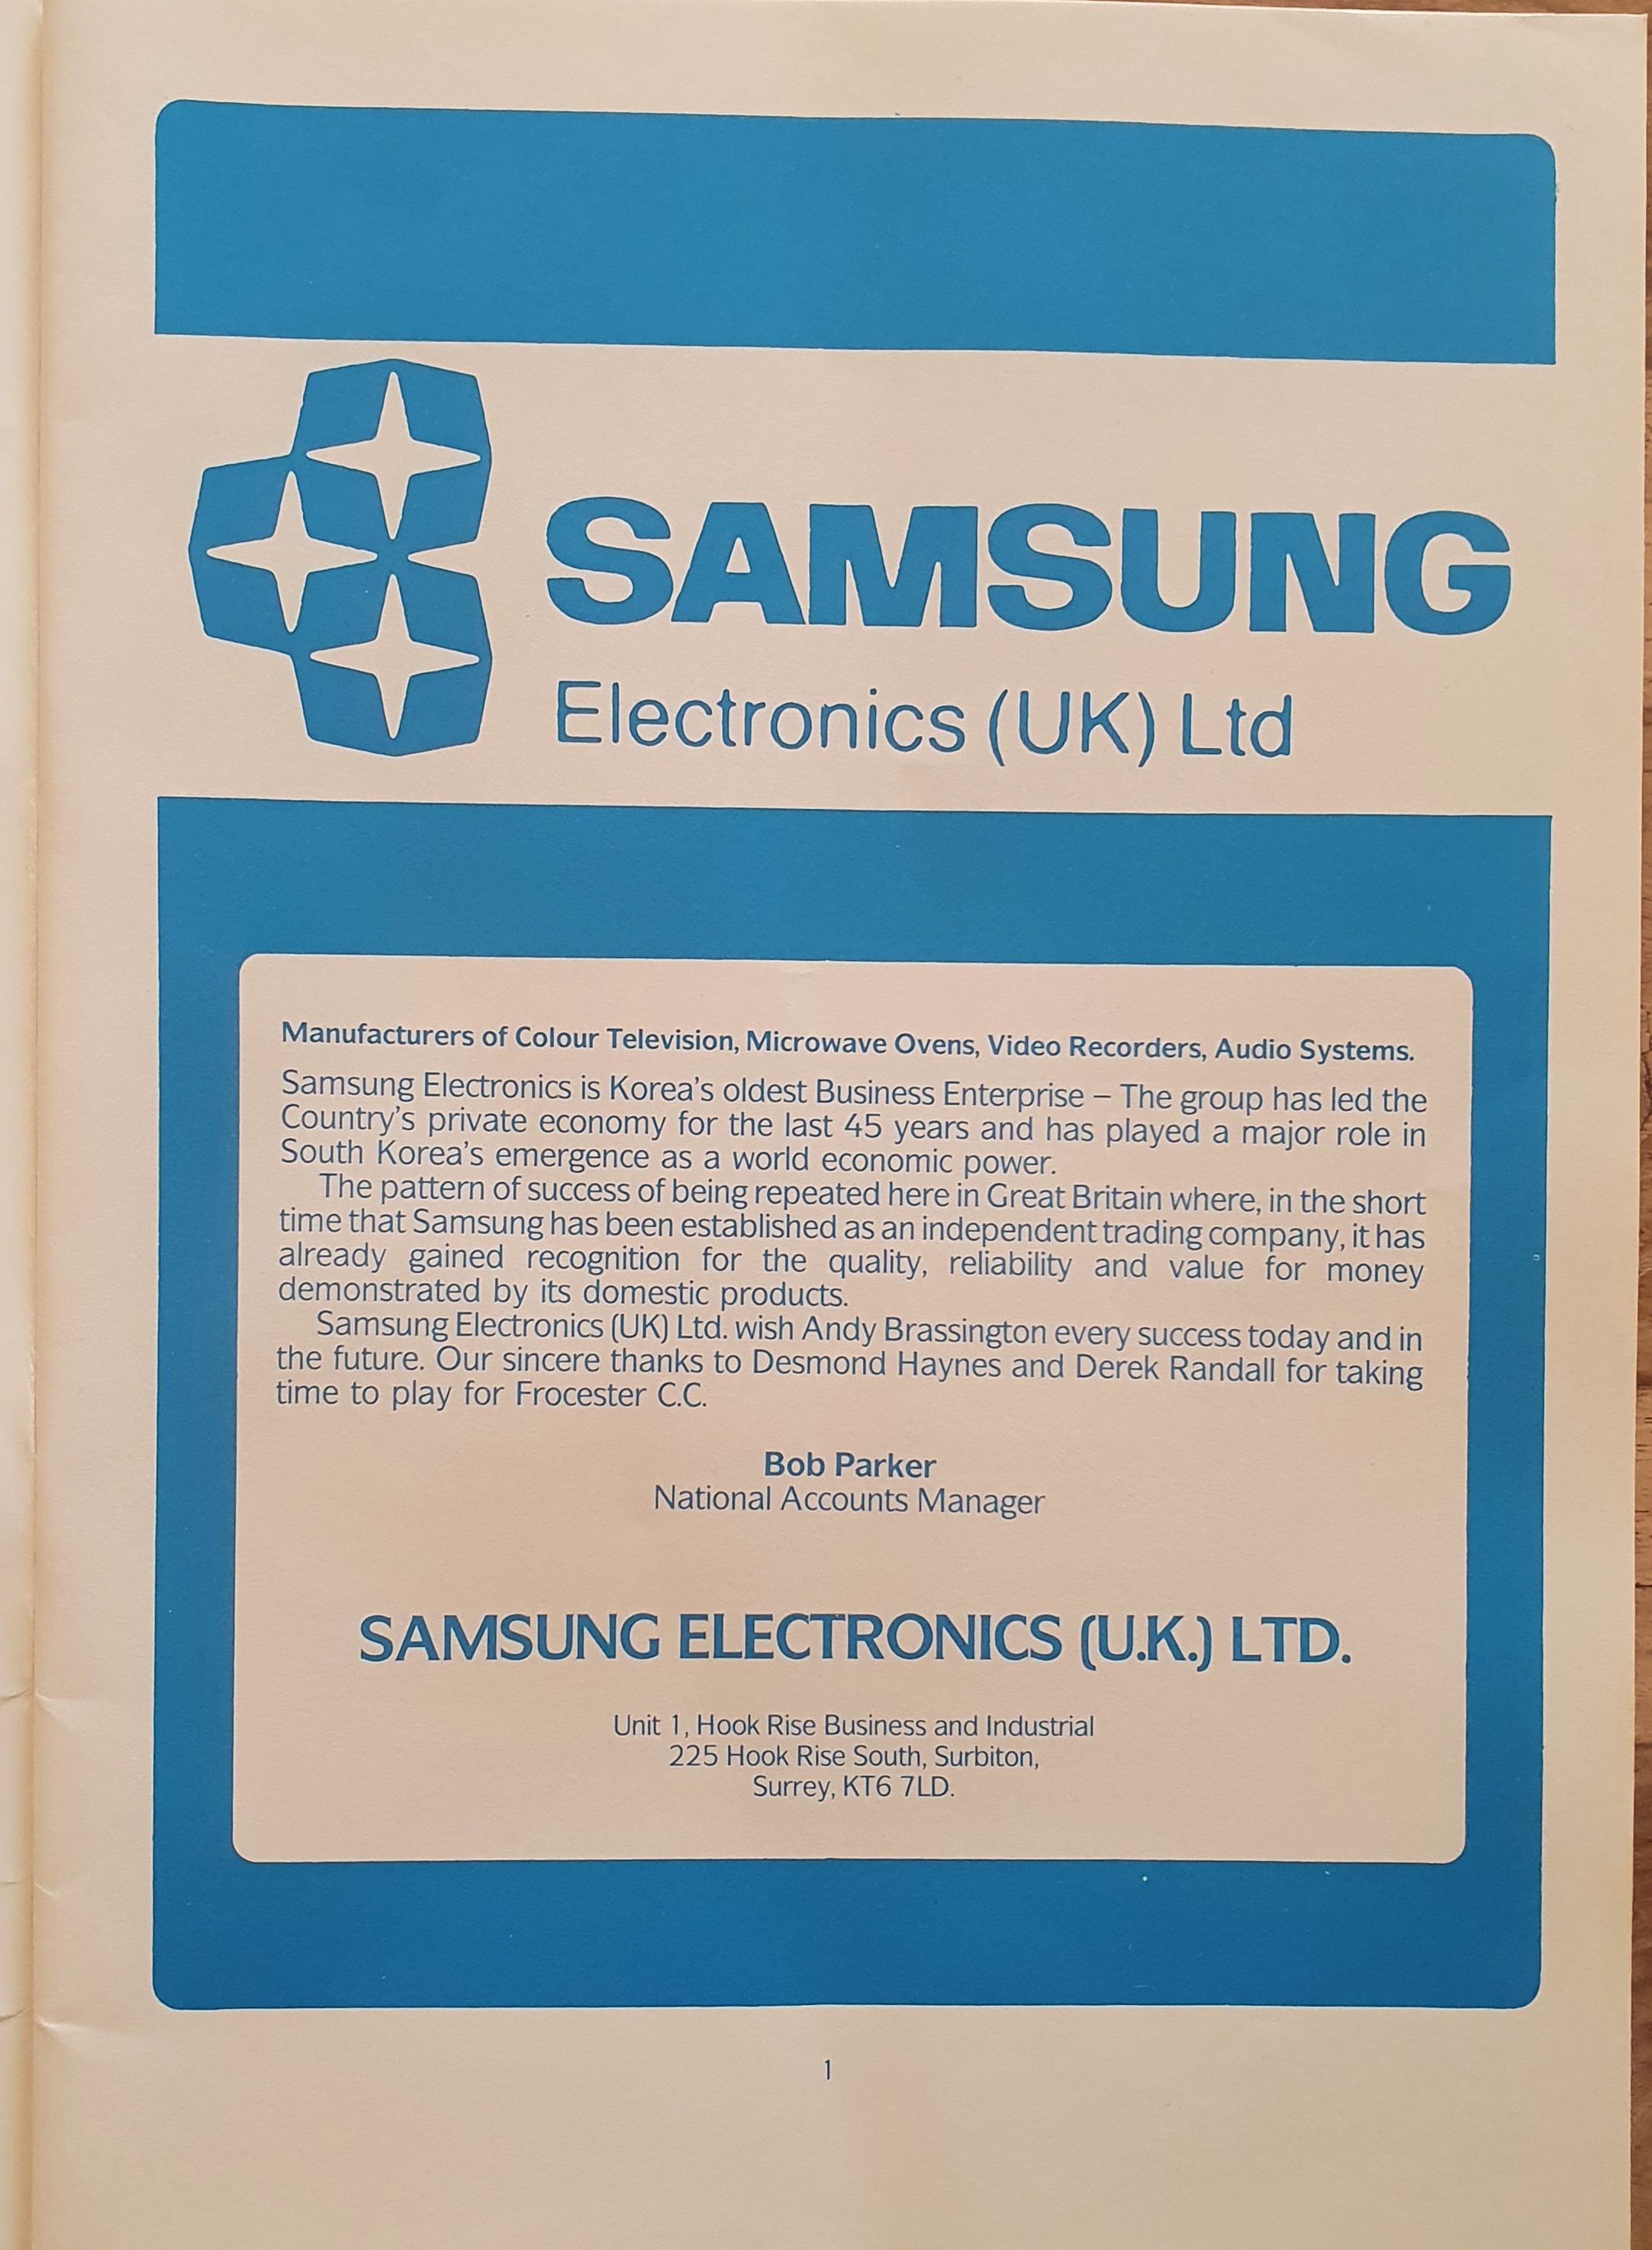 SAMSUNG
Electronics (UK) Ltd
Manufacturers of Colour Television, Microwave Ovens, Video Recorders, Audio Systems.
Samsung Electronics is Korea's oldest Business Enterprise – The group has led the
Country's private economy for the last 45 years and has played a major role in
South Korea's emergence as a world economic power.
The pattern of success of being repeated here in Great Britain where, in the short
time that Samsung has been established as an independent trading company, it has
already gained recognition for the quality, reliability and value for money
demonstrated by its domestic products.
Samsung Electronics (UK) Ltd. wish Andy Brassington every success today and in
the future. Our sincere thanks to Desmond Haynes and Derek Randall for taking
time to play for Frocester C.C.
Bob Parker
National Accounts Manager
SAMSUNG ELECTRONICS (U.K.) LTD.
Unit 1, Hook Rise Business and Industrial
225 Hook Rise South, Surbiton,
Surrey, KT6 7LD.
1